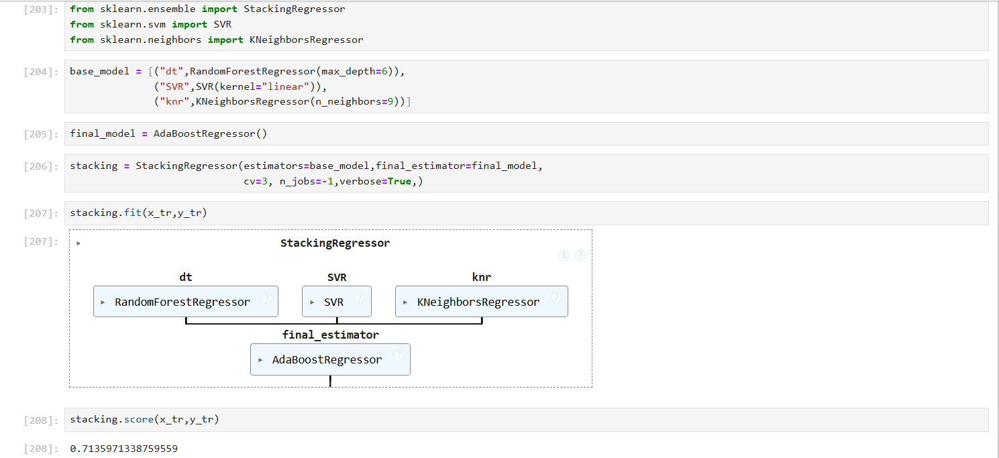 [203]: from sklearn.ensemble import StackingRegressor
from sklearn.svm import SVR
from sklearn.neighbors import KNeighborsRegressor
[204]: base_model = [("dt",RandomForestRegressor(max_depth=6)),
("SVR",SVR(kernel="linear")),
("knr",KNeighborsRegressor(n_neighbors=9))]
[205]: final_model = AdaBoostRegressor()
[206]: stacking = StackingRegressor(estimators=base_model,final_estimator=final_model,
cv=3, n_jobs=-1,verbose=True,)
[207]: stacking.fit(x_tr,y_tr)
[207]: ▸ StackingRegressor
i ?
dt SVR knr
▸ RandomForestRegressor ? ▸ SVR ? ▸ KNeighborsRegressor ?
final_estimator
▸ AdaBoostRegressor ?
[208]: stacking.score(x_tr,y_tr)
[208]: 0.7135971338759559